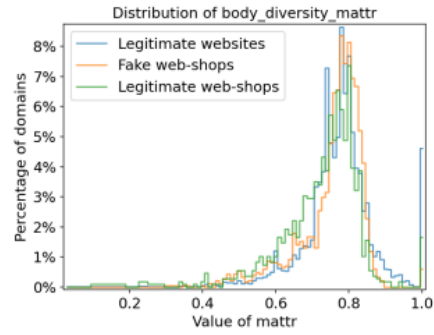 Distribution of body_diversity_mattr
8%
7%
6%
5%
4%
3%
2%
1%
0%
Percentage of domains
Legitimate websites
Fake web-shops
Legitimate web-shops
0.2 0.4 0.6 0.8 1.0
Value of mattr